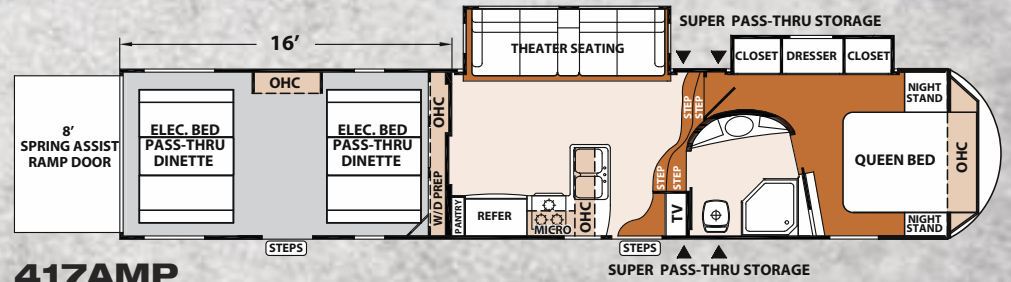 SUPER PASS-THRU STORAGE
16’
THEATER SEATING
CLOSET
DRESSER
CLOSET
OHC
NIGHT
STAND
8’
SPRING ASSIST
RAMP DOOR
ELEC. BED
PASS-THRU
DINETTE
ELEC. BED
PASS-THRU
DINETTE
OHC
W/D PREP
STEP
STEP
STEP
STEP
QUEEN BED
OHC
PANTRY
REFER
MICRO
OHC
TV
NIGHT
STAND
STEPS
STEPS
SUPER PASS-THRU STORAGE
417AMP